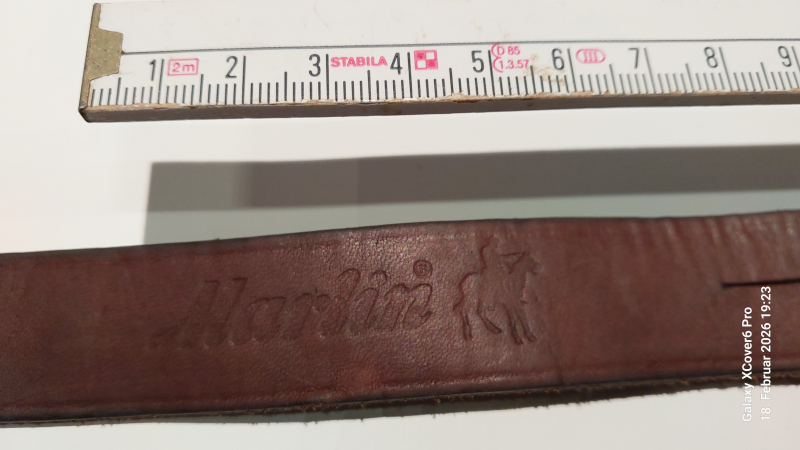 1 2m 2 3 STABILA 4 5 D 85 6 7 8 9
1.3.57
Marlin®
Galaxy XCover6 Pro
18 Februar 2026 19:23